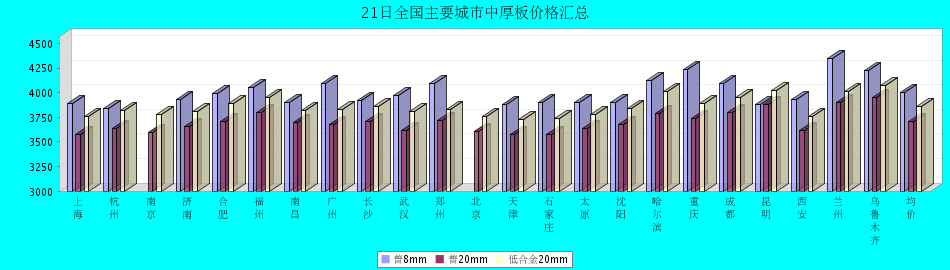 21日全国主要城市中厚板价格汇总
4500
4250
4000
3750
3500
3250
3000
上海
杭州
南京
济南
合肥
福州
南昌
广州
长沙
武汉
郑州
北京
天津
石家庄
太原
沈阳
哈尔滨
重庆
成都
昆明
西安
兰州
乌鲁木齐
均价
普8mm 普20mm 低合金20mm